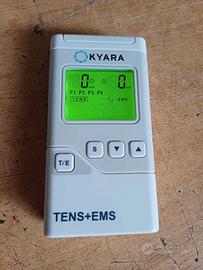 KYARA
0 0
P1 P2 P3 P4
TENS EMS
T/E S ▼ ▲
TENS+EMS